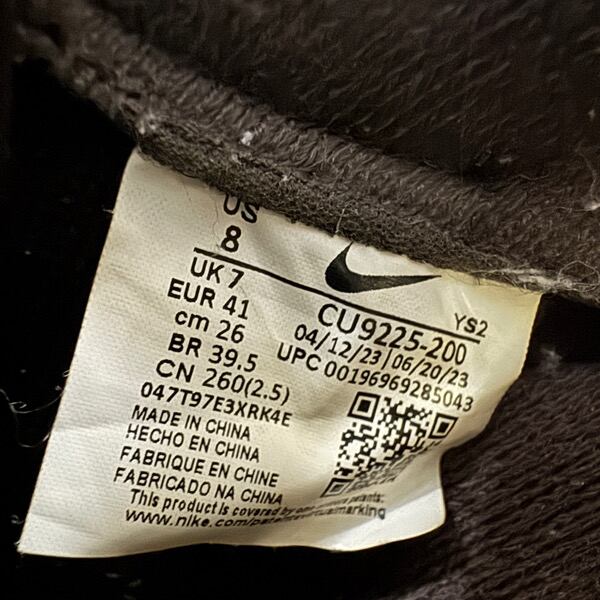 US
8
UK 7
EUR 41
cm 26
BR 39.5
CN 260(2.5)
047T97E3XRK4E
MADE IN CHINA
HECHO EN CHINA
FABRIQUE EN CHINE
FABRICADO NA CHINA
This product is covered by patents:
www.nike.com/patentvirtualmarking
YS2
CU9225-200
04/12/23|06/20/23
UPC 00196969285043